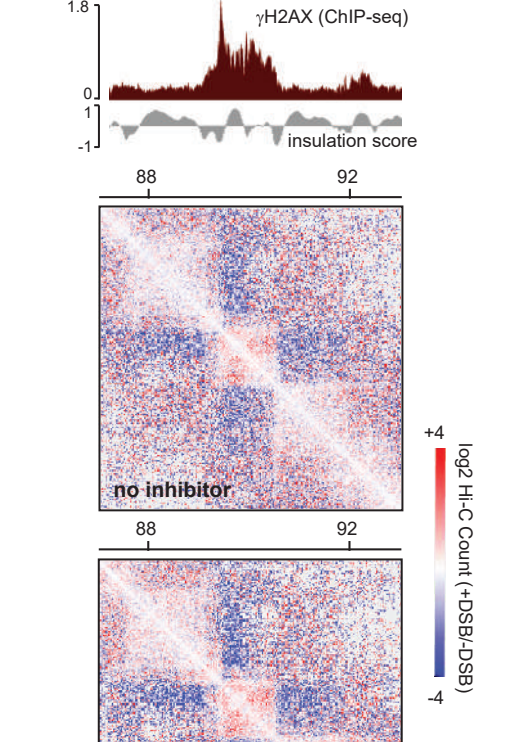 1.8
γH2AX (ChIP-seq)
0
1
insulation score
-1
88 92
no inhibitor
+4
log2 Hi-C Count (+DSB/-DSB)
-4
88 92